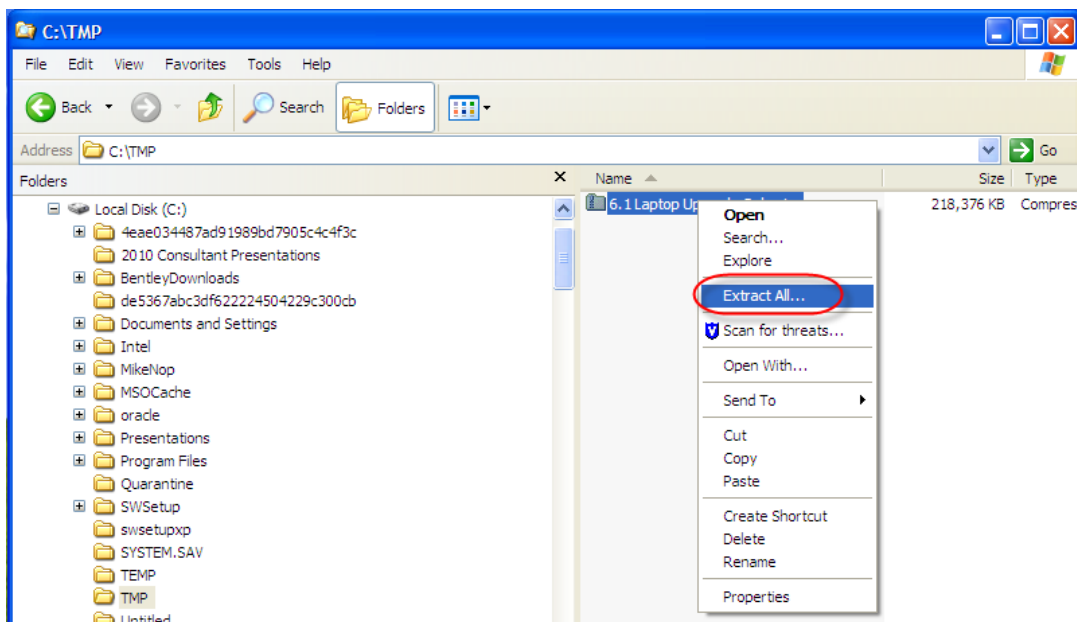 C:\TMP
File Edit View Favorites Tools Help
Back Search Folders
Address C:\TMP Go
Folders
Name Size Type
Local Disk (C:)
4eae034487ad91989bd7905c4c4f3c
2010 Consultant Presentations
BentleyDownloads
de5367abc3df622224504229c300cb
Documents and Settings
Intel
MikeNop
MSOCache
oracle
Presentations
Program Files
Quarantine
SWSetup
swsetupxp
SYSTEM.SAV
TEMP
TMP
Untitled
6.1 Laptop 218,376 KB Compres
Open
Search...
Explore
Extract All...
Scan for threats...
Open With...
Send To
Cut
Copy
Paste
Create Shortcut
Delete
Rename
Properties